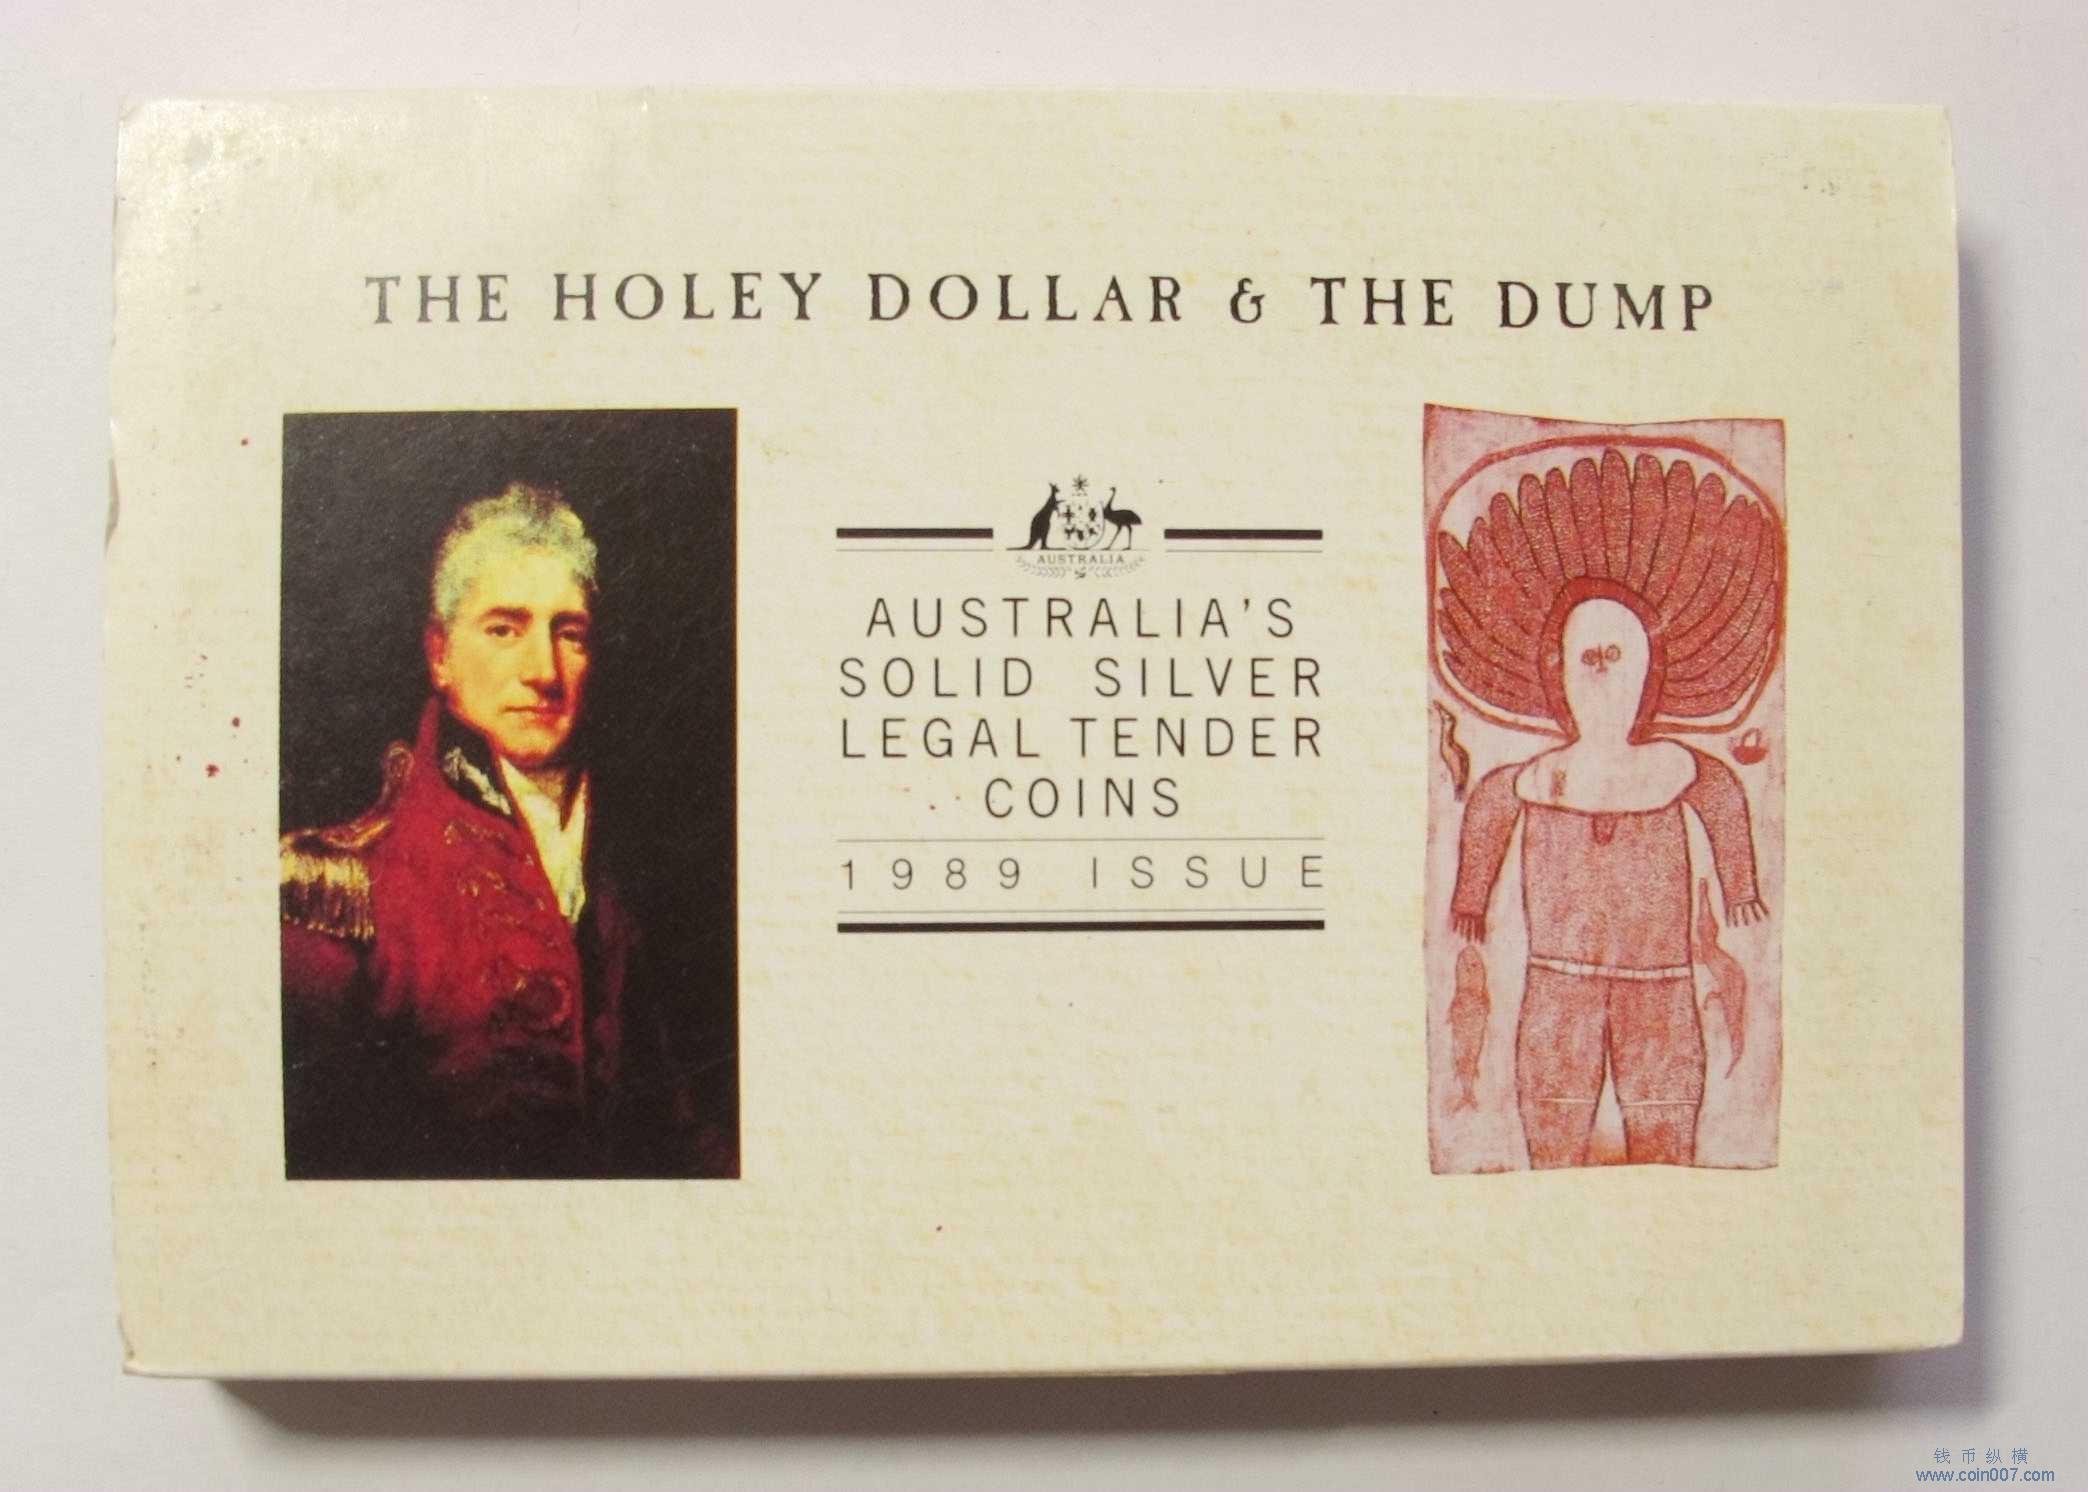 THE HOLEY DOLLAR & THE DUMP
AUSTRALIA
AUSTRALIA'S
SOLID SILVER
LEGAL TENDER
COINS
1989 ISSUE
钱币纵横
www.coin007.com